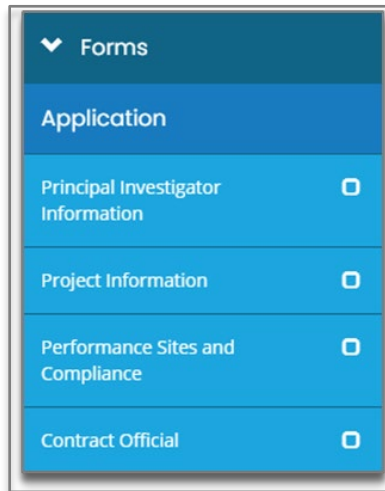 Forms
Application
Principal Investigator
Information
Project Information
Performance Sites and
Compliance
Contract Official